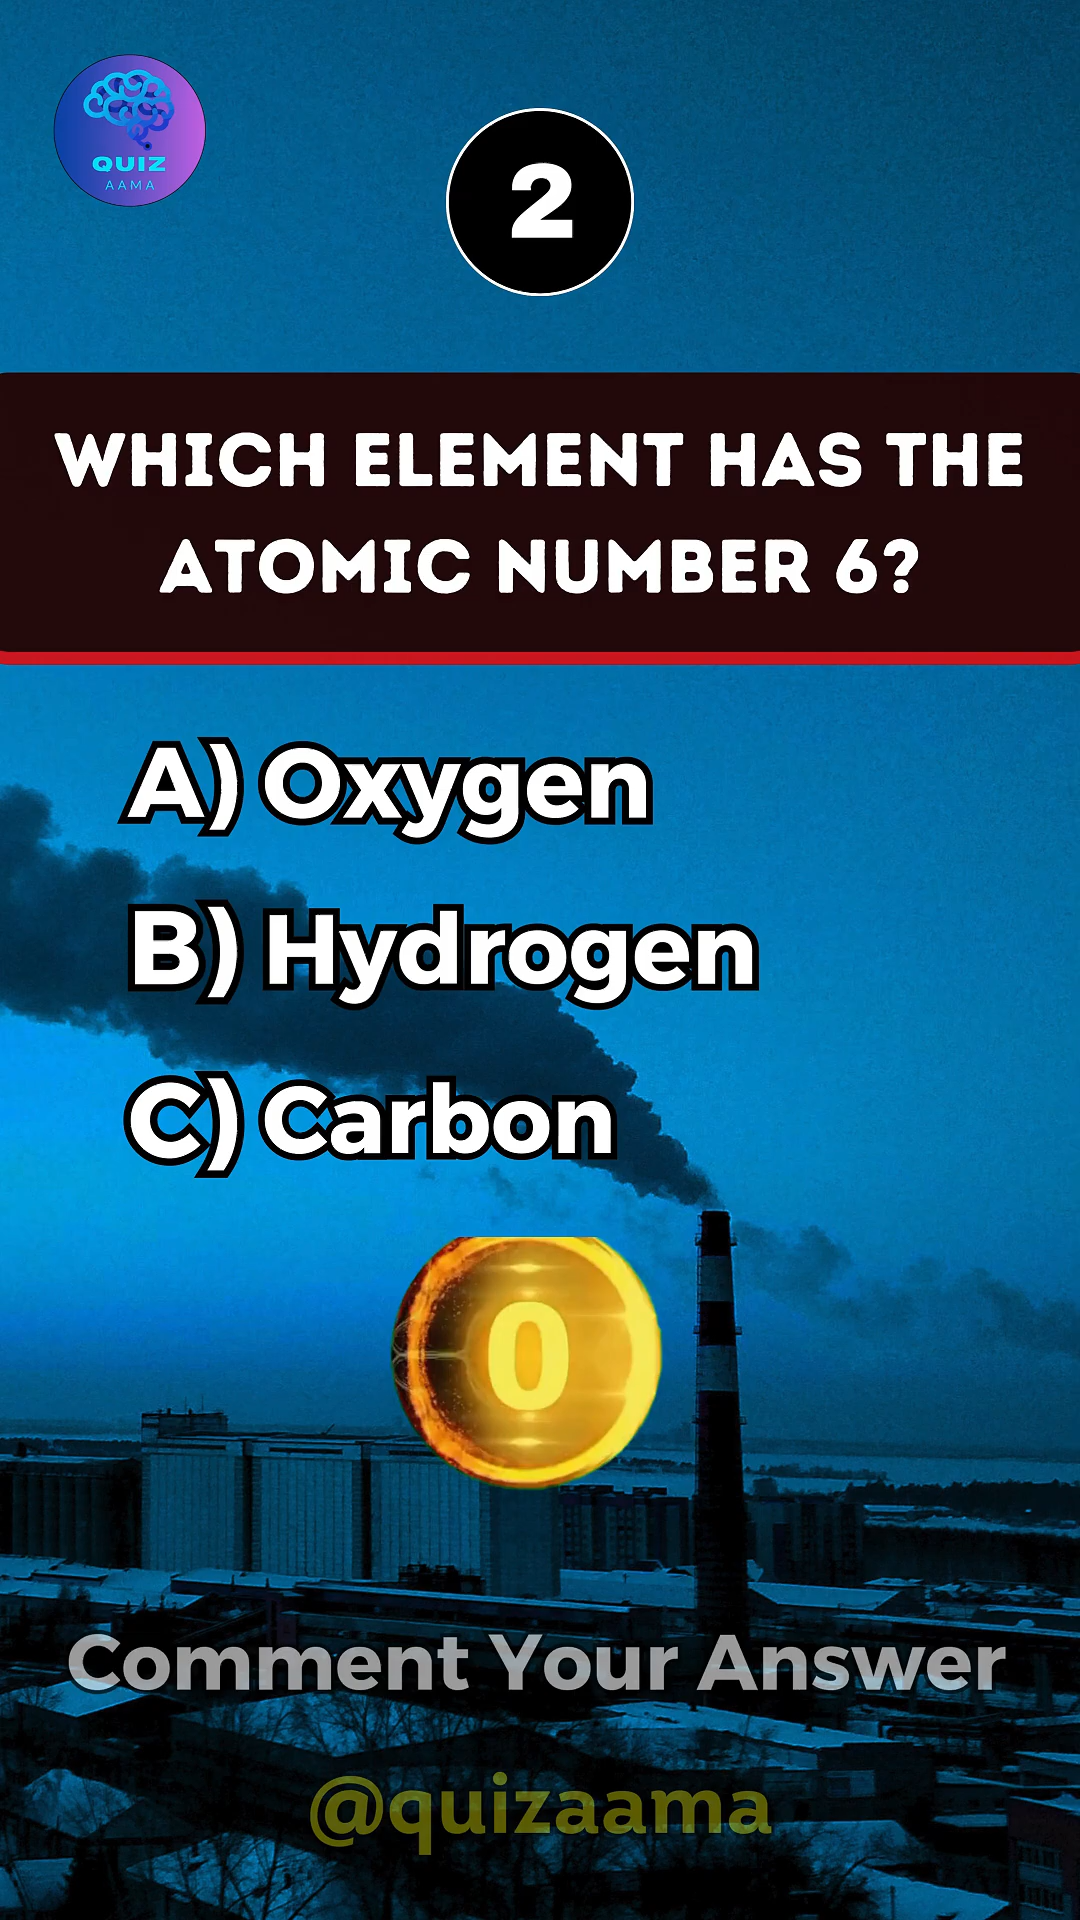 QUIZ
AAMA
2
WHICH ELEMENT HAS THE
ATOMIC NUMBER 6?
A) Oxygen
B) Hydrogen
C) Carbon
0
Comment Your Answer
@quizaama